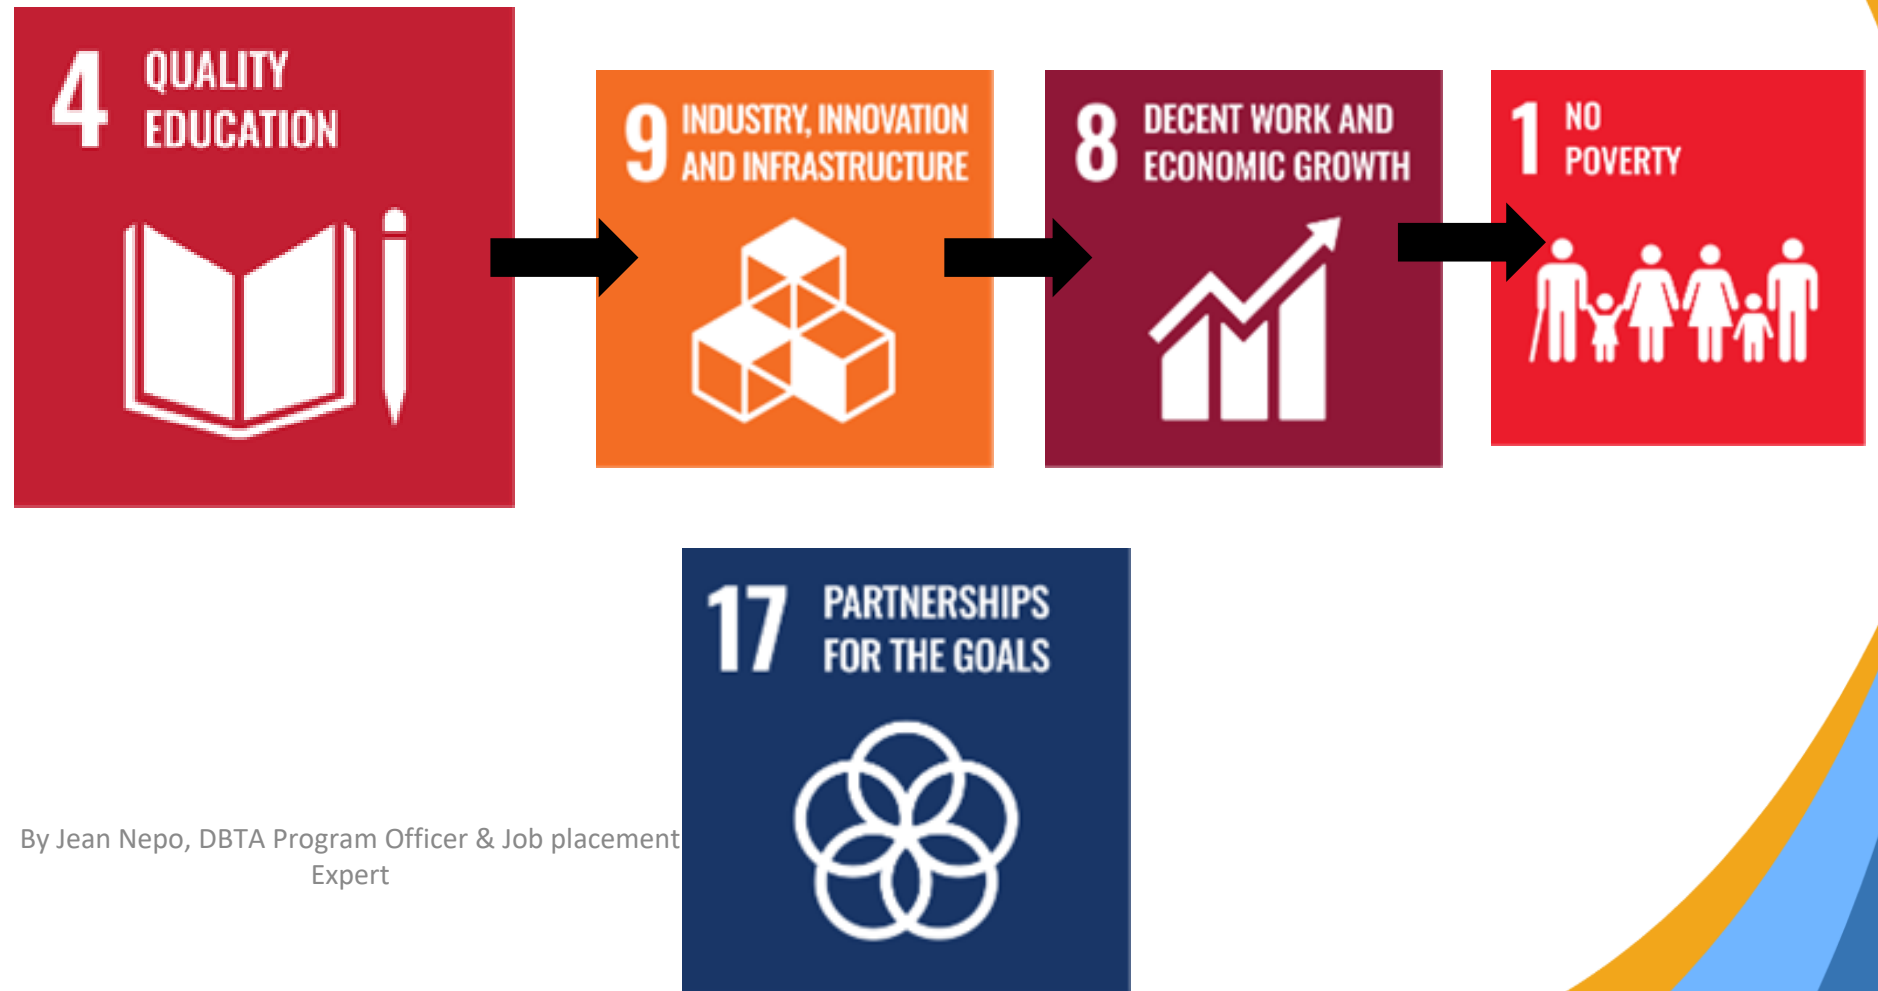 4 QUALITY
EDUCATION
9 INDUSTRY, INNOVATION
AND INFRASTRUCTURE
8 DECENT WORK AND
ECONOMIC GROWTH
1 NO
POVERTY
17 PARTNERSHIPS
FOR THE GOALS
By Jean Nepo, DBTA Program Officer & Job placement
Expert